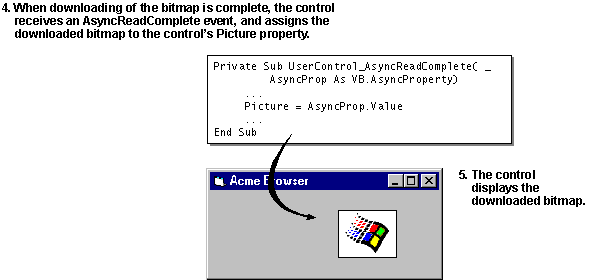 4. When downloading of the bitmap is complete, the control
receives an AsyncReadComplete event, and assigns the
downloaded bitmap to the control's Picture property.
Private Sub UserControl_AsyncReadComplete( _
AsyncProp As VB.AsyncProperty)
...
Picture = AsyncProp.Value
...
End Sub
Acme Browser
5. The control
displays the
downloaded bitmap.